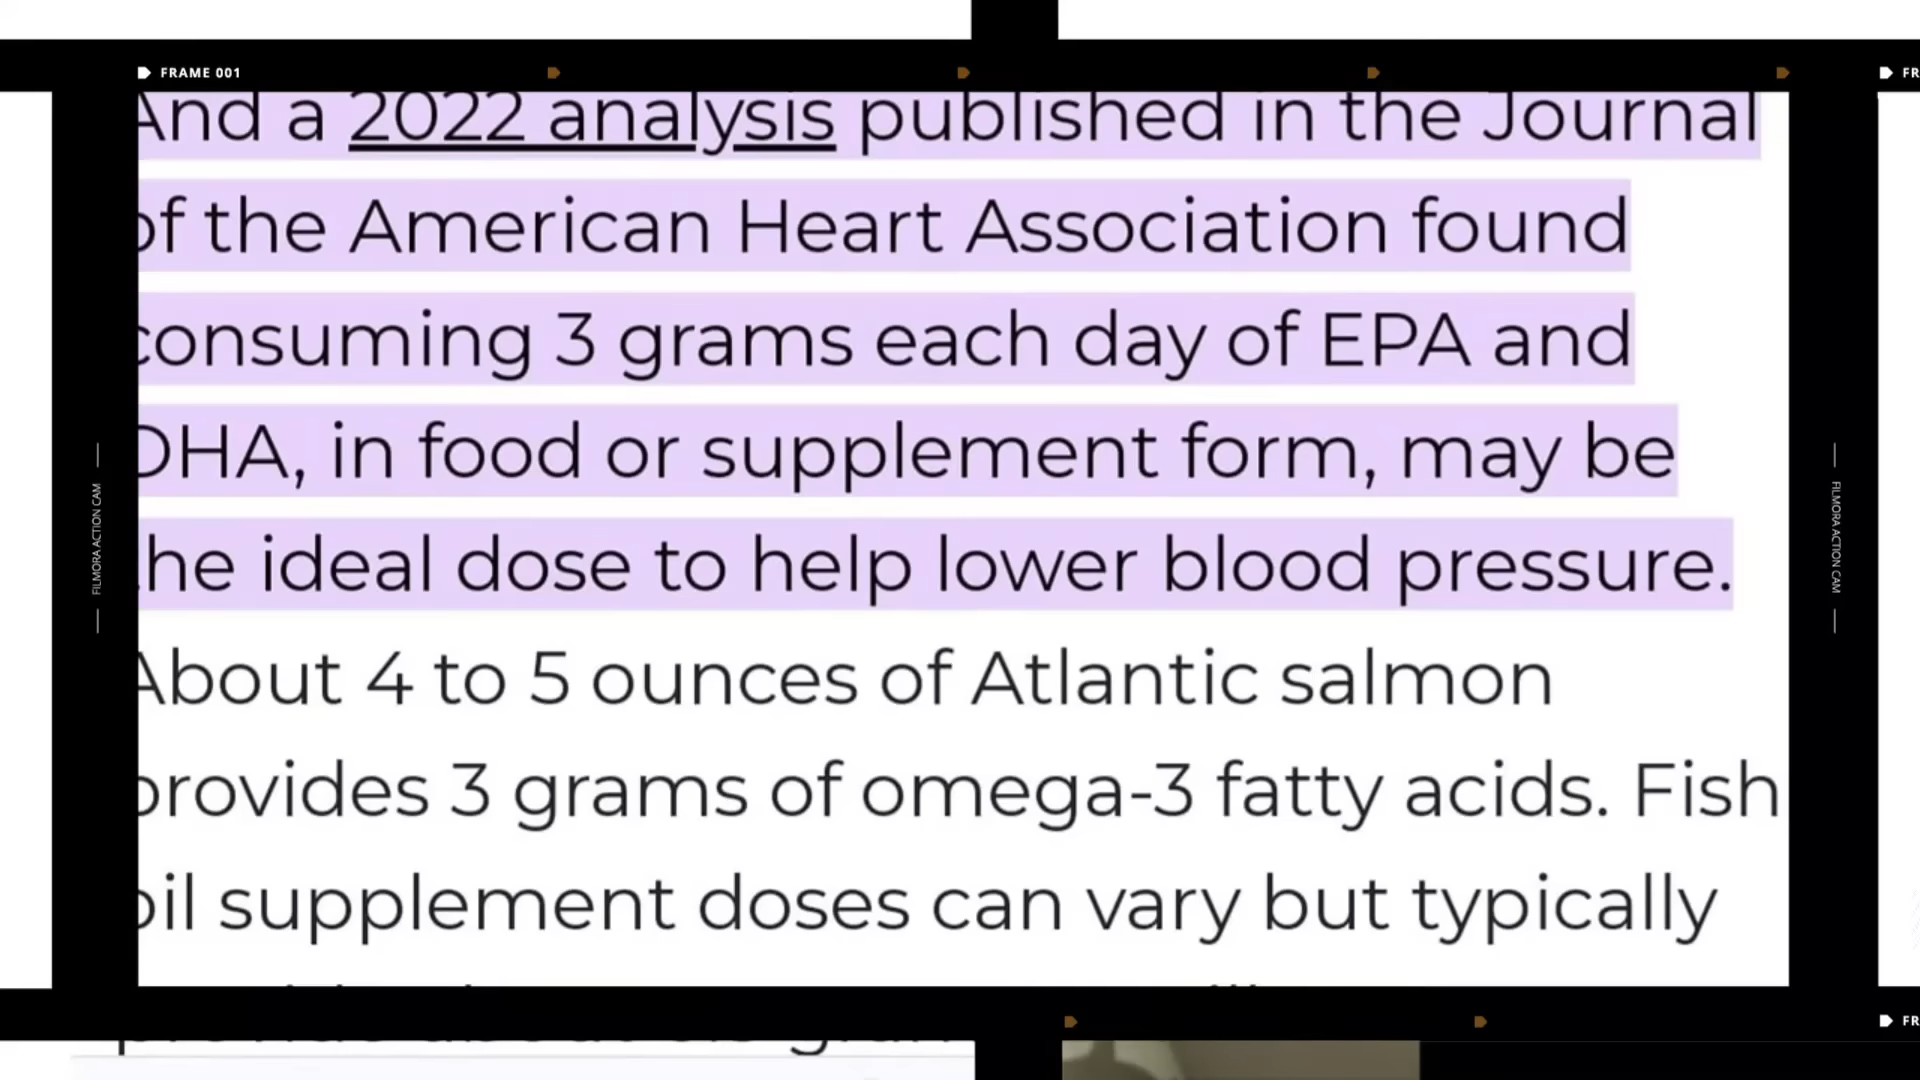 FRAME 001
FR
And a 2022 analysis published in the Journal
of the American Heart Association found
consuming 3 grams each day of EPA and
DHA, in food or supplement form, may be
the ideal dose to help lower blood pressure.
About 4 to 5 ounces of Atlantic salmon
provides 3 grams of omega-3 fatty acids. Fish
oil supplement doses can vary but typically
FILMORA ACTION CAM
FILMORA ACTION CAM
FR